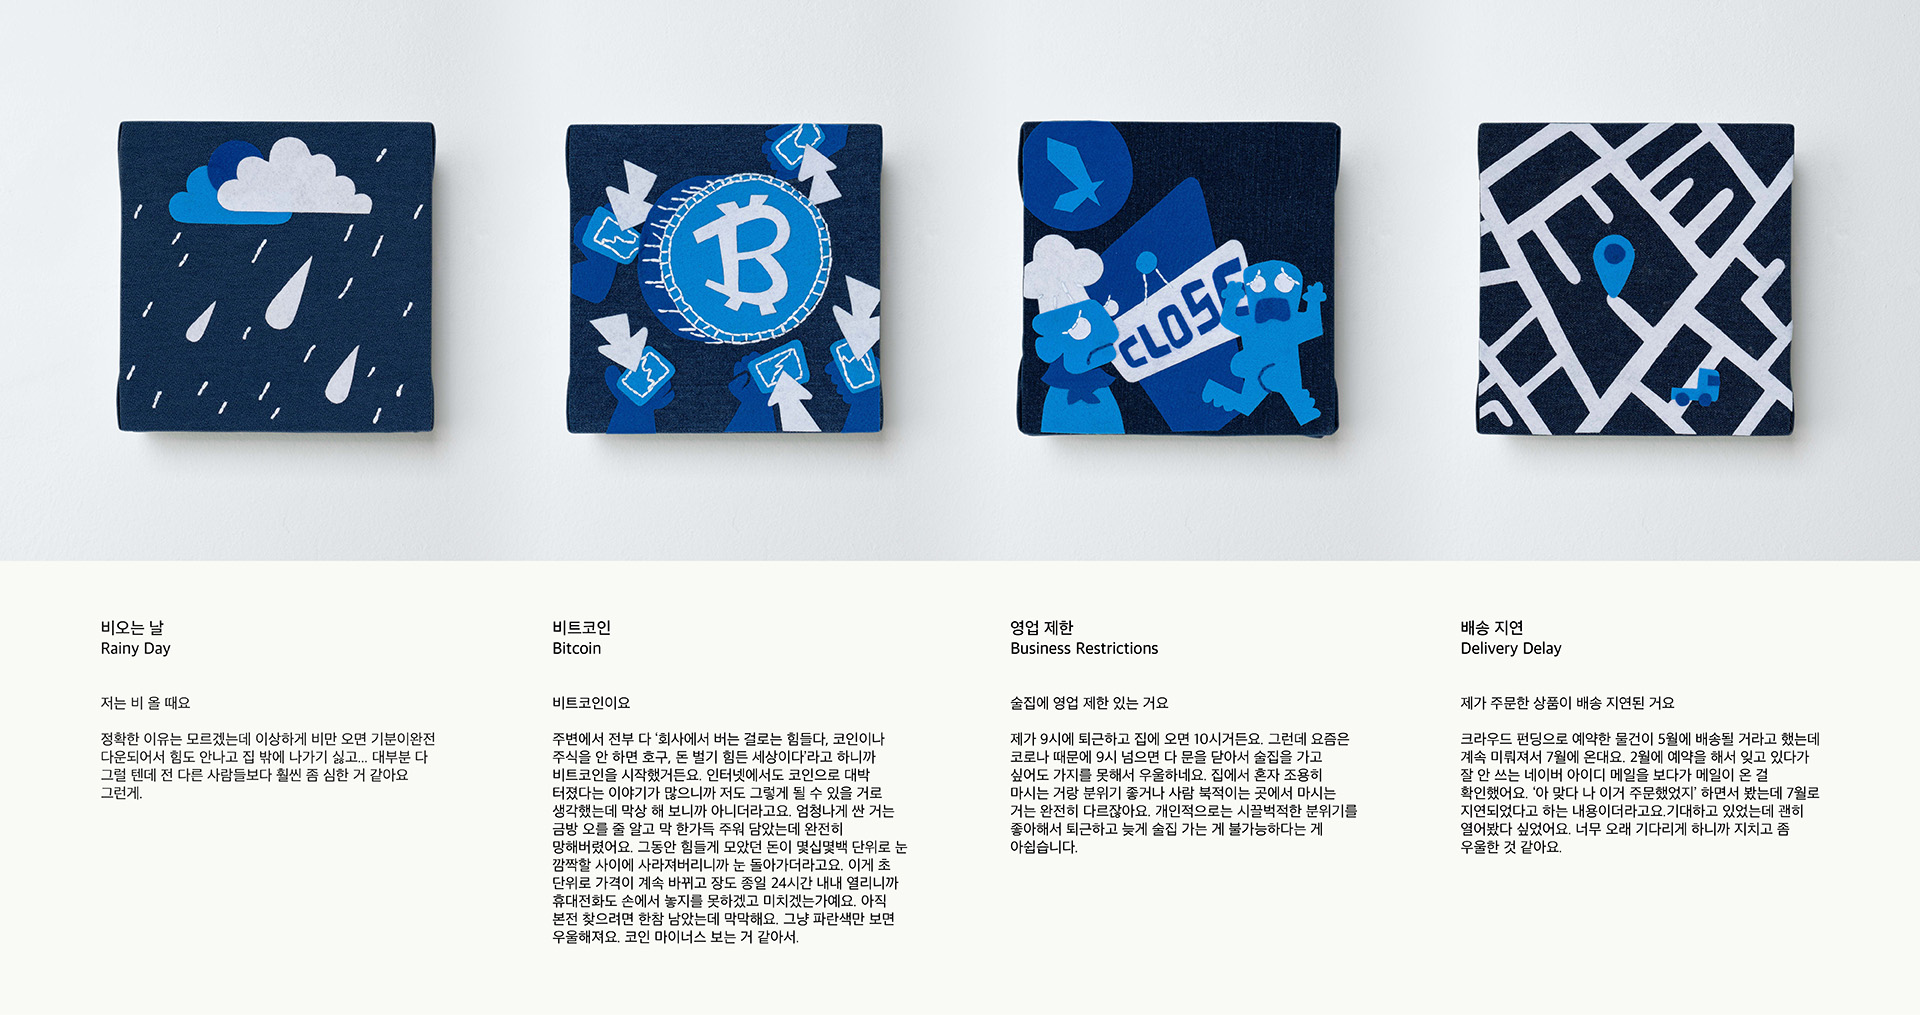 CLOSE
비오는 날
Rainy Day
저는 비 올 때요
정확한 이유는 모르겠는데 이상하게 비만 오면 기분이완전
다운되어서 힘도 안나고 집 밖에 나가기 싫고... 대부분 다
그럴 텐데 전 다른 사람들보다 훨씬 좀 심한 거 같아요
그런게.
비트코인
Bitcoin
비트코인이요
주변에서 전부 다 ‘회사에서 버는 걸로는 힘들다, 코인이나
주식을 안 하면 호구, 돈 벌기 힘든 세상이다’라고 하니까
비트코인을 시작했거든요. 인터넷에서도 코인으로 대박
터졌다는 이야기가 많으니까 저도 그렇게 될 수 있을 거로
생각했는데 막상 해 보니까 아니더라고요. 엄청나게 싼 거는
금방 오를 줄 알고 막 한가득 주워 담았는데 완전히
망해버렸어요. 그동안 힘들게 모았던 돈이 몇십몇백 단위로 눈
깜짝할 사이에 사라져버리니까 눈 돌아가더라고요. 이게 초
단위로 가격이 계속 바뀌고 장도 종일 24시간 내내 열리니까
휴대전화도 손에서 놓지를 못하겠고 미치겠는가예요. 아직
본전 찾으려면 한참 남았는데 막막해요. 그냥 파란색만 보면
우울해져요. 코인 마이너스 보는 거 같아서.
영업 제한
Business Restrictions
술집에 영업 제한 있는 거요
제가 9시에 퇴근하고 집에 오면 10시거든요. 그런데 요즘은
코로나 때문에 9시 넘으면 다 문을 닫아서 술집을 가고
싶어도 가지를 못해서 우울하네요. 집에서 혼자 조용히
마시는 거랑 분위기 좋거나 사람 북적이는 곳에서 마시는
거는 완전히 다르잖아요. 개인적으로는 시끌벅적한 분위기를
좋아해서 퇴근하고 늦게 술집 가는 게 불가능하다는 게
아쉽습니다.
배송 지연
Delivery Delay
제가 주문한 상품이 배송 지연된 거요
크라우드 펀딩으로 예약한 물건이 5월에 배송될 거라고 했는데
계속 미뤄져서 7월에 온대요. 2월에 예약을 해서 잊고 있다가
잘 안 쓰는 네이버 아이디 메일을 보다가 메일이 온 걸
확인했어요. ‘아 맞다 나 이거 주문했었지’ 하면서 봤는데 7월로
지연되었다고 하는 내용이더라고요.기대하고 있었는데 괜히
열어봤다 싶었어요. 너무 오래 기다리게 하니까 지치고 좀
우울한 것 같아요.